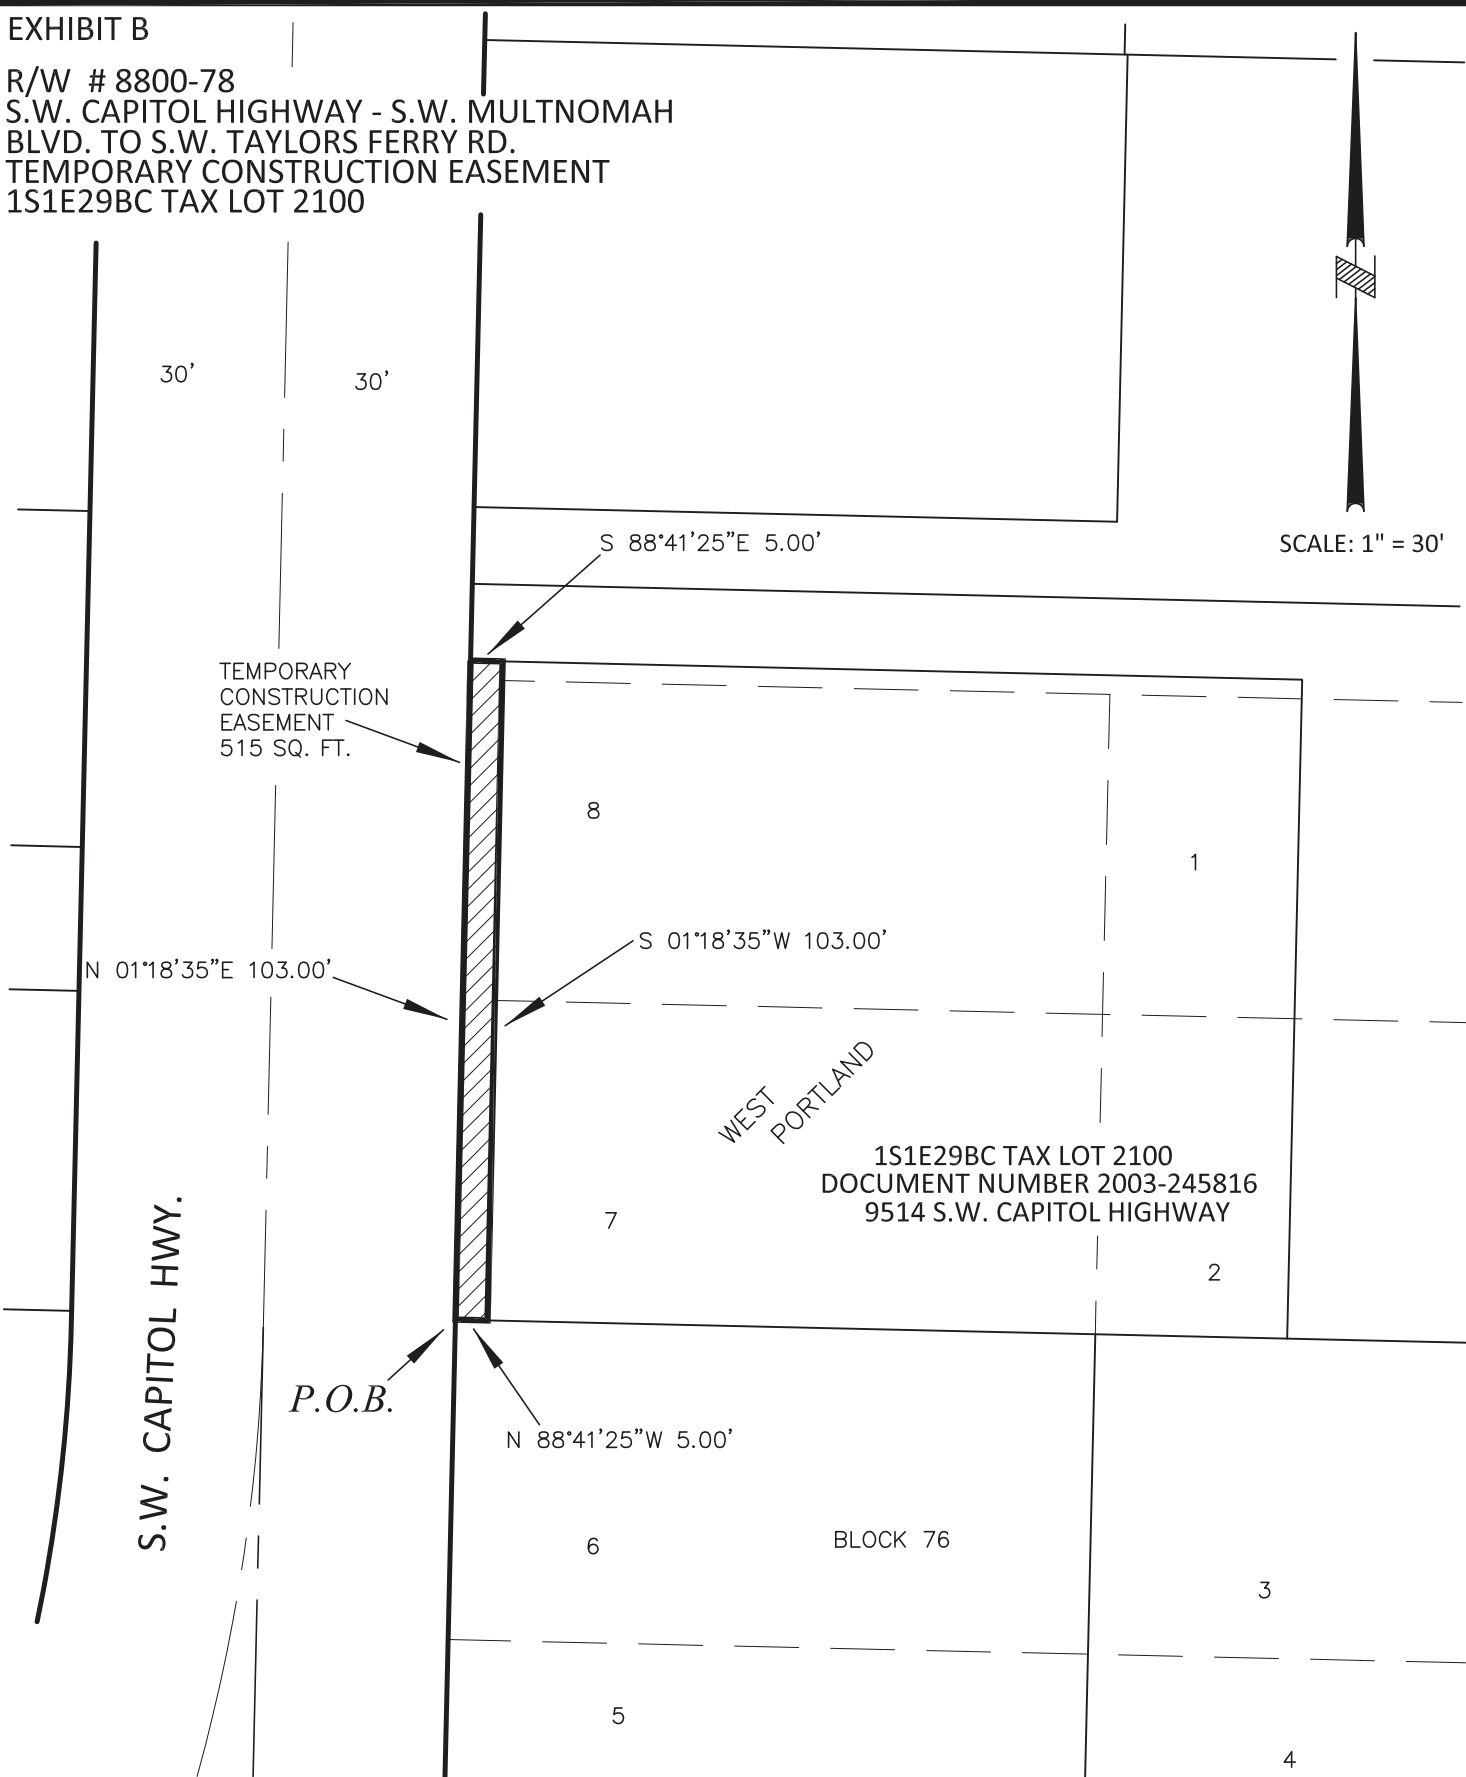 EXHIBIT B
R/W # 8800-78
S.W. CAPITOL HIGHWAY - S.W. MULTNOMAH
BLVD. TO S.W. TAYLORS FERRY RD.
TEMPORARY CONSTRUCTION EASEMENT
1S1E29BC TAX LOT 2100
30’
30’
S 88°41’25”E 5.00’
SCALE: 1" = 30'
TEMPORARY
CONSTRUCTION
EASEMENT
515 SQ. FT.
8
1
S 01°18’35”W 103.00’
N 01°18’35”E 103.00’
WEST
PORTLAND
1S1E29BC TAX LOT 2100
DOCUMENT NUMBER 2003-245816
9514 S.W. CAPITOL HIGHWAY
7
2
S.W. CAPITOL HWY.
P.O.B.
N 88°41’25”W 5.00’
6
BLOCK 76
3
5
4